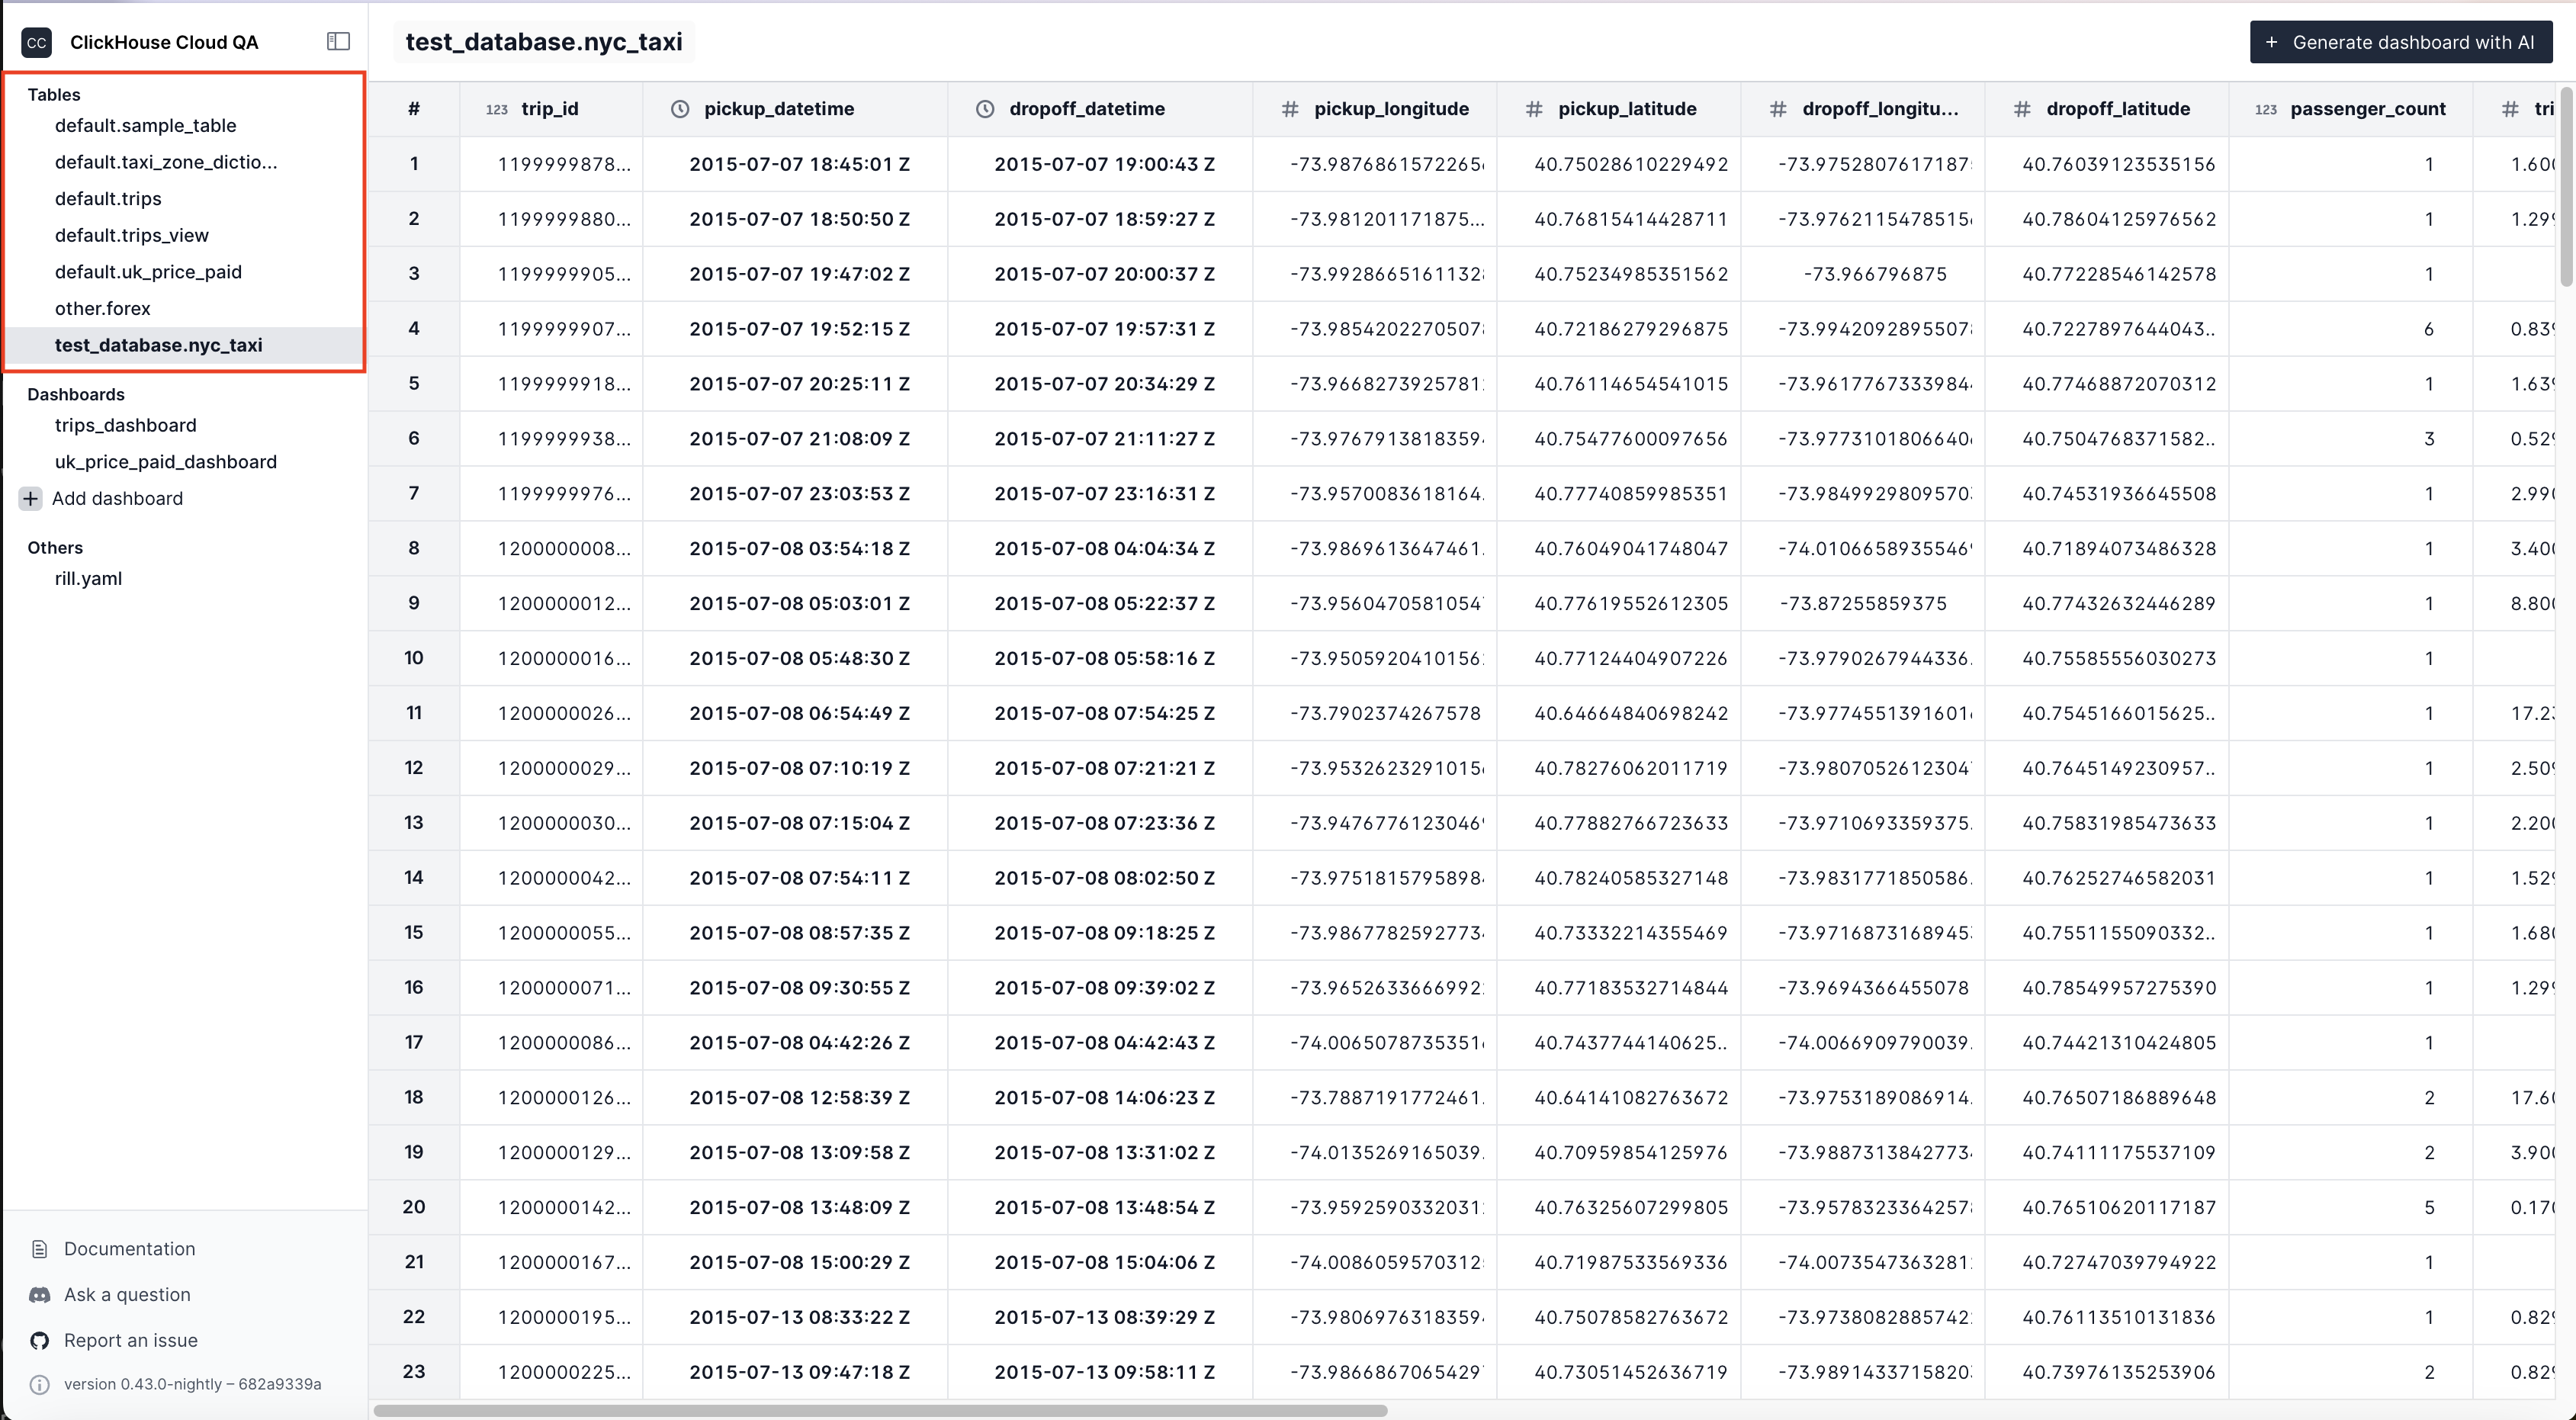 CC ClickHouse Cloud QA
Tables
default.sample_table
default.taxi_zone_dictio...
default.trips
default.trips_view
default.uk_price_paid
other.forex
test_database.nyc_taxi
Dashboards
trips_dashboard
uk_price_paid_dashboard
+ Add dashboard
Others
rill.yaml
Documentation
Ask a question
Report an issue
version 0.43.0-nightly – 682a9339a
test_database.nyc_taxi
+ Generate dashboard with AI
# 123 trip_id pickup_datetime dropoff_datetime # pickup_longitude # pickup_latitude # dropoff_longitu... # dropoff_latitude 123 passenger_count # tri
1 1199999878... 2015-07-07 18:45:01 Z 2015-07-07 19:00:43 Z -73.9876861572265 40.75028610229492 -73.9752807617187 40.76039123535156 1 1.60
2 1199999880... 2015-07-07 18:50:50 Z 2015-07-07 18:59:27 Z -73.981201171875... 40.76815414428711 -73.9762115478515 40.78604125976562 1 1.29
3 1199999905... 2015-07-07 19:47:02 Z 2015-07-07 20:00:37 Z -73.9928665161132 40.75234985351562 -73.966796875 40.77228546142578 1
4 1199999907... 2015-07-07 19:52:15 Z 2015-07-07 19:57:31 Z -73.9854202270507 40.72186279296875 -73.9942092895507 40.7227897644043.. 6 0.83
5 1199999918... 2015-07-07 20:25:11 Z 2015-07-07 20:34:29 Z -73.9668273925781 40.76114654541015 -73.9617767333984 40.77468872070312 1 1.63
6 1199999938... 2015-07-07 21:08:09 Z 2015-07-07 21:11:27 Z -73.9767913818359 40.75477600097656 -73.9773101806640 40.7504768371582.. 3 0.52
7 1199999976... 2015-07-07 23:03:53 Z 2015-07-07 23:16:31 Z -73.9570083618164. 40.77740859985351 -73.9849929809570 40.74531936645508 1 2.99
8 1200000008... 2015-07-08 03:54:18 Z 2015-07-08 04:04:34 Z -73.9869613647461. 40.76049041748047 -74.0106658935546 40.71894073486328 1 3.40
9 1200000012... 2015-07-08 05:03:01 Z 2015-07-08 05:22:37 Z -73.9560470581054 40.77619552612305 -73.87255859375 40.77432632446289 1 8.80
10 1200000016... 2015-07-08 05:48:30 Z 2015-07-08 05:58:16 Z -73.9505920410156 40.77124404907226 -73.9790267944336. 40.75585556030273 1
11 1200000026... 2015-07-08 06:54:49 Z 2015-07-08 07:54:25 Z -73.7902374267578 40.64664840698242 -73.9774551391601 40.7545166015625.. 1 17.2
12 1200000029... 2015-07-08 07:10:19 Z 2015-07-08 07:21:21 Z -73.9532623291015 40.78276062011719 -73.9807052612304 40.7645149230957.. 1 2.50
13 1200000030... 2015-07-08 07:15:04 Z 2015-07-08 07:23:36 Z -73.9476776123046 40.77882766723633 -73.9710693359375. 40.75831985473633 1 2.20
14 1200000042... 2015-07-08 07:54:11 Z 2015-07-08 08:02:50 Z -73.9751815795898 40.78240585327148 -73.9831771850586. 40.76252746582031 1 1.52
15 1200000055... 2015-07-08 08:57:35 Z 2015-07-08 09:18:25 Z -73.9867782592773 40.73332214355469 -73.9716873168945 40.7551155090332.. 1 1.68
16 1200000071... 2015-07-08 09:30:55 Z 2015-07-08 09:39:02 Z -73.9652633666992 40.77183532714844 -73.9694366455078 40.78549957275390 1 1.29
17 1200000086... 2015-07-08 04:42:26 Z 2015-07-08 04:42:43 Z -74.0065078735351 40.7437744140625.. -74.0066909790039. 40.74421310424805 1
18 1200000126... 2015-07-08 12:58:39 Z 2015-07-08 14:06:23 Z -73.7887191772461. 40.64141082763672 -73.9753189086914. 40.76507186889648 2 17.6
19 1200000129... 2015-07-08 13:09:58 Z 2015-07-08 13:31:02 Z -74.0135269165039. 40.70959854125976 -73.9887313842773 40.74111175537109 2 3.90
20 1200000142... 2015-07-08 13:48:09 Z 2015-07-08 13:48:54 Z -73.9592590332031 40.76325607299805 -73.9578323364257 40.76510620117187 5 0.17
21 1200000167... 2015-07-08 15:00:29 Z 2015-07-08 15:04:06 Z -74.0086059570312 40.71987533569336 -74.0073547363281 40.72747039794922 1
22 1200000195... 2015-07-13 08:33:22 Z 2015-07-13 08:39:29 Z -73.9806976318359 40.75078582763672 -73.9738082885742 40.76113510131836 1 0.82
23 1200000225... 2015-07-13 09:47:18 Z 2015-07-13 09:58:11 Z -73.9866867065429 40.73051452636719 -73.9891433715820 40.73976135253906 2 0.82